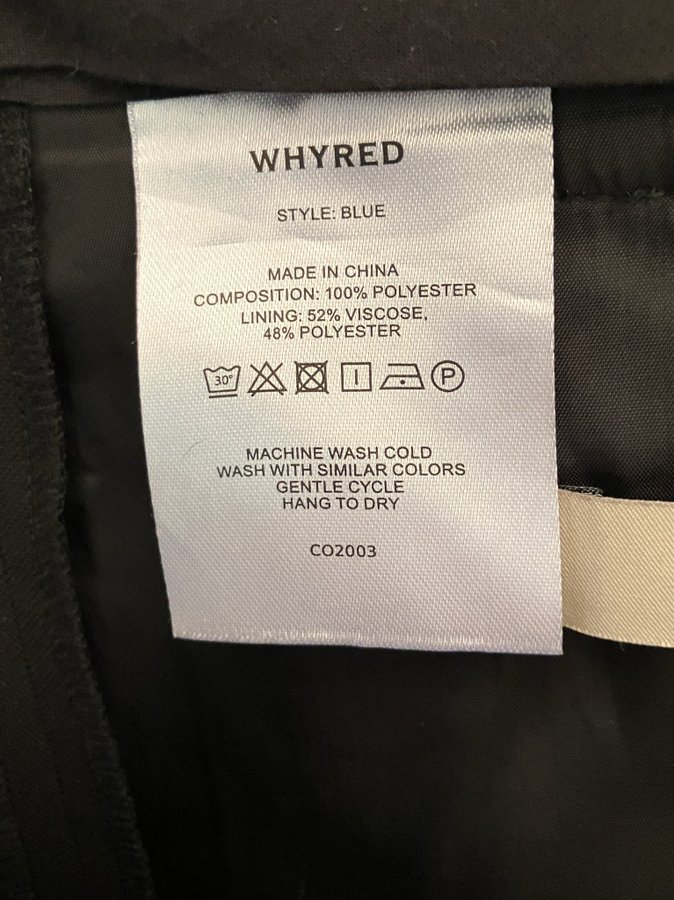 WHYRED
STYLE: BLUE
MADE IN CHINA
COMPOSITION: 100% POLYESTER
LINING: 52% VISCOSE,
48% POLYESTER
30° P
MACHINE WASH COLD
WASH WITH SIMILAR COLORS
GENTLE CYCLE
HANG TO DRY
CO2003